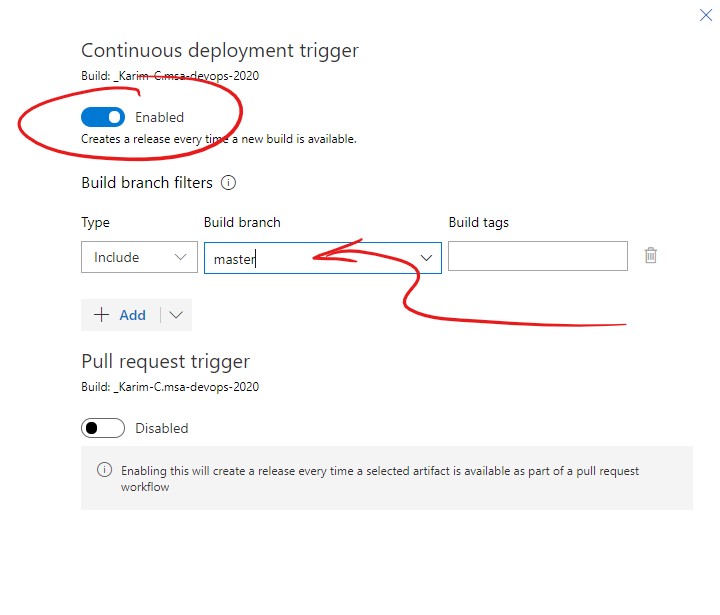 Continuous deployment trigger
Build: _Karim-C.msa-devops-2020
Enabled
Creates a release every time a new build is available.
Build branch filters
Type Build branch Build tags
Include master
Add
Pull request trigger
Build: _Karim-C.msa-devops-2020
Disabled
Enabling this will create a release every time a selected artifact is available as part of a pull request
workflow